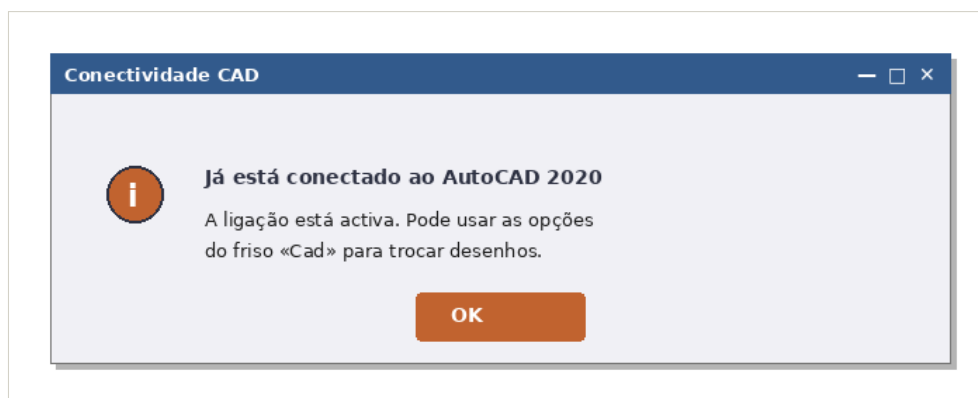 Conectividade CAD
Já está conectado ao AutoCAD 2020
i
A ligação está activa. Pode usar as opções
do friso «Cad» para trocar desenhos.
OK